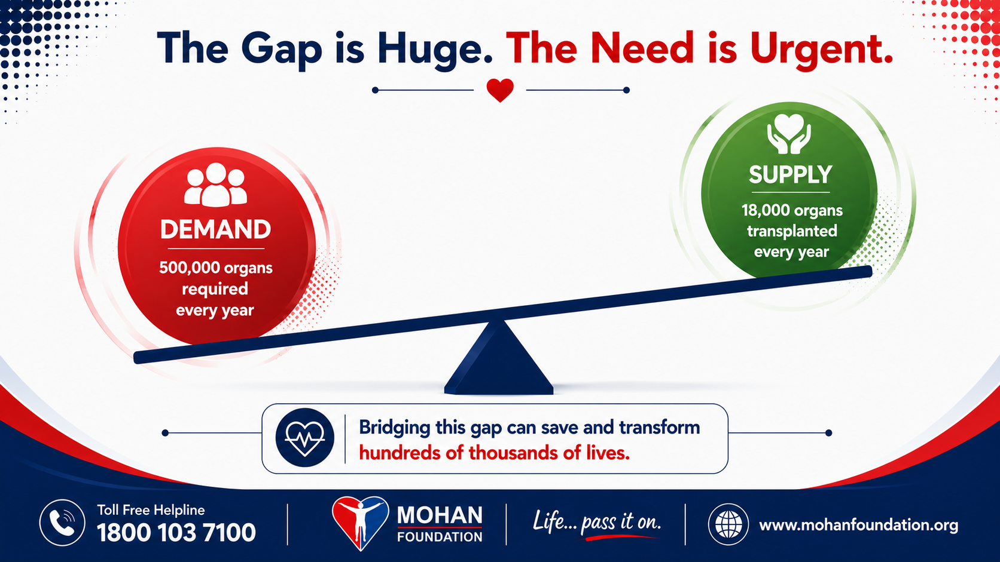 The Gap is Huge. The Need is Urgent.
DEMAND
500,000 organs
required
every year
SUPPLY
18,000 organs
transplanted
every year
Bridging this gap can save and transform
hundreds of thousands of lives.
Toll Free Helpline
1800 103 7100
MOHAN
FOUNDATION
Life... pass it on.
www.mohanfoundation.org